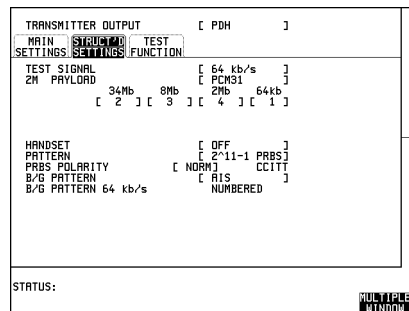 TRANSMITTER OUTPUT [ PDH ]
MAIN SETTINGS STRUCT'D SETTINGS TEST FUNCTION
TEST SIGNAL [ 64 kb/s ]
2M PAYLOAD [ PCM31 ]
34Mb 8Mb 2Mb 64kb
[ 2 ] [ 3 ] [ 4 ] [ 1 ]
HANDSET [ OFF ]
PATTERN [ 2^11-1 PRBS]
PRBS POLARITY [ NORM] CCITT
B/G PATTERN [ AIS ]
B/G PATTERN 64 kb/s NUMBERED
STATUS:
MULTIPLE
WINDOW